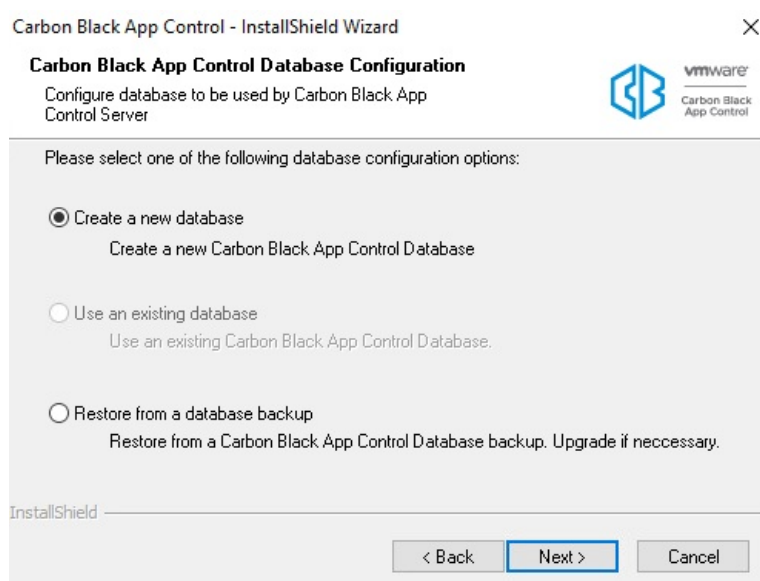 Carbon Black App Control - InstallShield Wizard
Carbon Black App Control Database Configuration
Configure database to be used by Carbon Black App
Control Server
vmware
Carbon Black
App Control
Please select one of the following database configuration options:
Create a new database
Create a new Carbon Black App Control Database
Use an existing database
Use an existing Carbon Black App Control Database.
Restore from a database backup
Restore from a Carbon Black App Control Database backup. Upgrade if neccessary.
InstallShield
< Back
Next >
Cancel